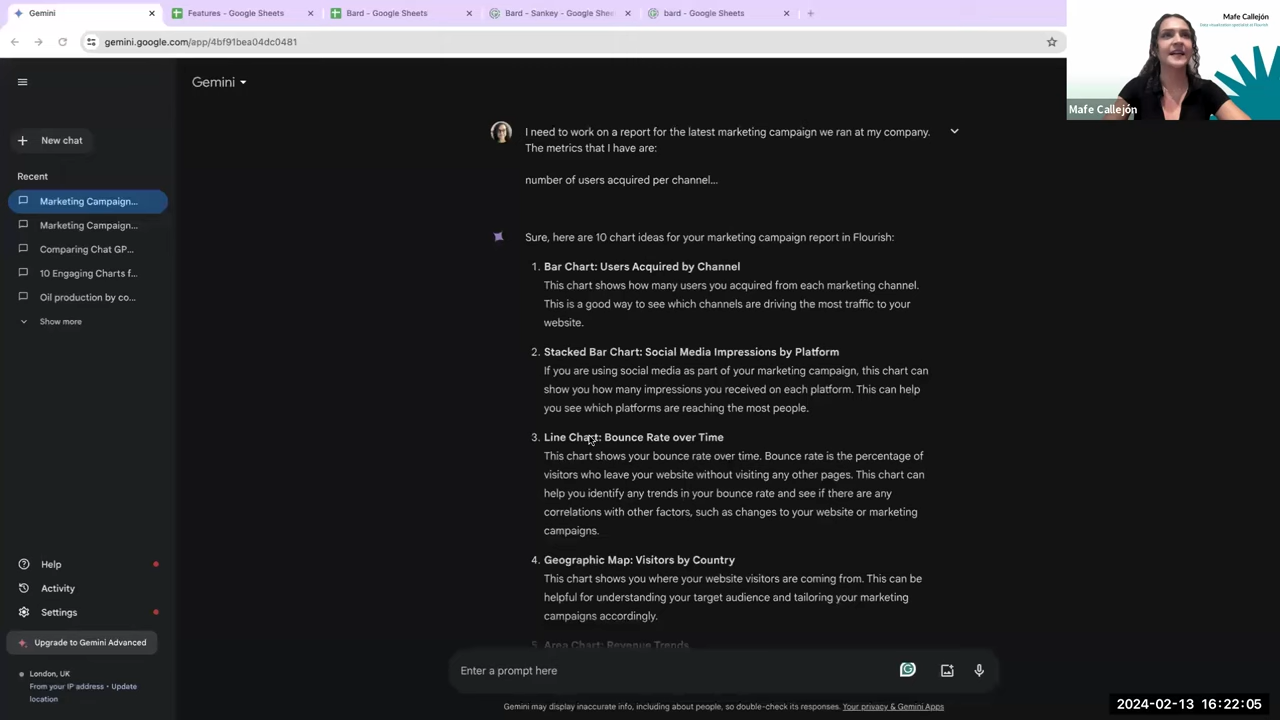 Gemini
Features - Google Sheets
Bard - Google Sheets
Bard - Sankey - Google She
bard - Google Sheets
gemini.google.com/app/4bf91bea04dc0481
Mafe Callejón
Data visualization specialist at Flourish
Mafe Callejón
Gemini
New chat
Recent
Marketing Campaign...
Marketing Campaign...
Comparing Chat GP...
10 Engaging Charts f...
Oil production by co...
Show more
Help
Activity
Settings
Upgrade to Gemini Advanced
London, UK
From your IP address • Update
location
I need to work on a report for the latest marketing campaign we ran at my company.
The metrics that I have are:
number of users acquired per channel...
Sure, here are 10 chart ideas for your marketing campaign report in Flourish:
1. Bar Chart: Users Acquired by Channel
This chart shows how many users you acquired from each marketing channel.
This is a good way to see which channels are driving the most traffic to your
website.
2. Stacked Bar Chart: Social Media Impressions by Platform
If you are using social media as part of your marketing campaign, this chart can
show you how many impressions you received on each platform. This can help
you see which platforms are reaching the most people.
3. Line Chart: Bounce Rate over Time
This chart shows your bounce rate over time. Bounce rate is the percentage of
visitors who leave your website without visiting any other pages. This chart can
help you identify any trends in your bounce rate and see if there are any
correlations with other factors, such as changes to your website or marketing
campaigns.
4. Geographic Map: Visitors by Country
This chart shows you where your website visitors are coming from. This can be
helpful for understanding your target audience and tailoring your marketing
campaigns accordingly.
5. Area Chart: Revenue Trends
Enter a prompt here
Gemini may display inaccurate info, including about people, so double-check its responses. Your privacy & Gemini Apps
2024-02-13 16:22:05